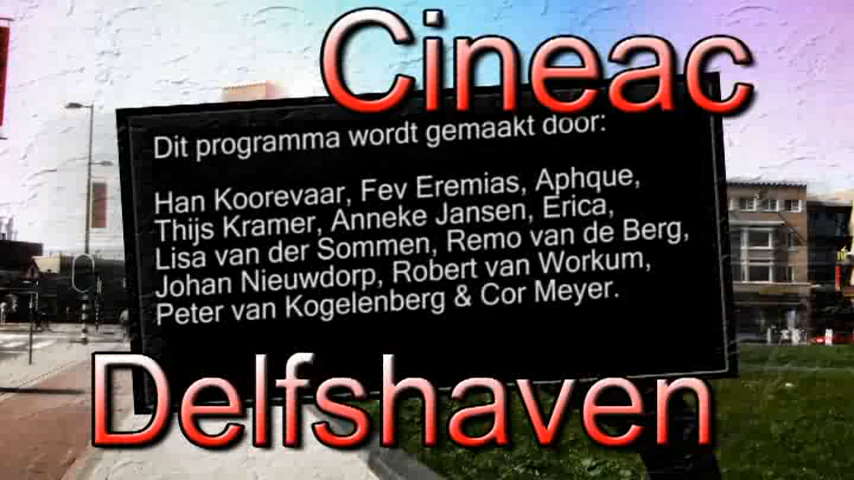 Cineac
Dit programma wordt gemaakt door:
Han Koorevaar, Fev Eremias, Aphque,
Thijs Kramer, Anneke Jansen, Erica,
Lisa van der Sommen, Remo van de Berg,
Johan Nieuwdorp, Robert van Workum,
Peter van Kogelenberg & Cor Meyer.
Delfshaven